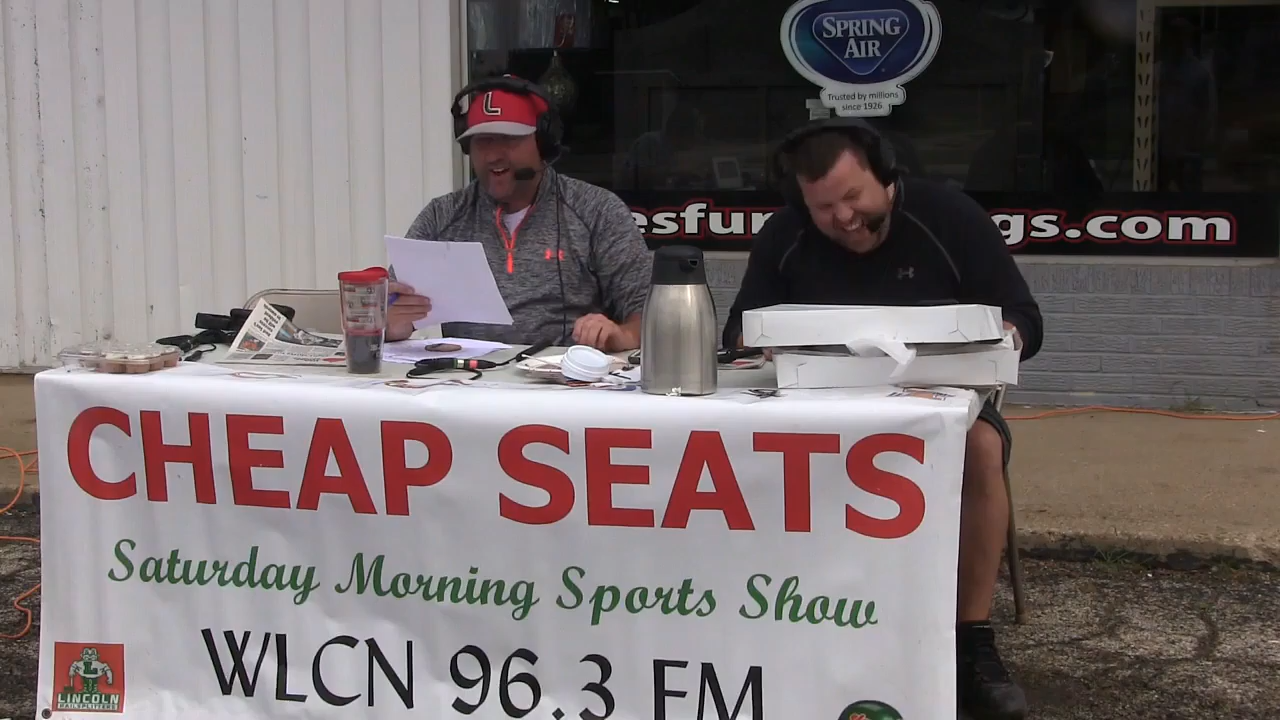 SPRING
AIR
Trusted by millions
since 1926
L
esfur
gs.com
CHEAP SEATS
Saturday Morning Sports Show
WLCN 96.3 FM
L
LINCOLN
RAILSPLITTERS